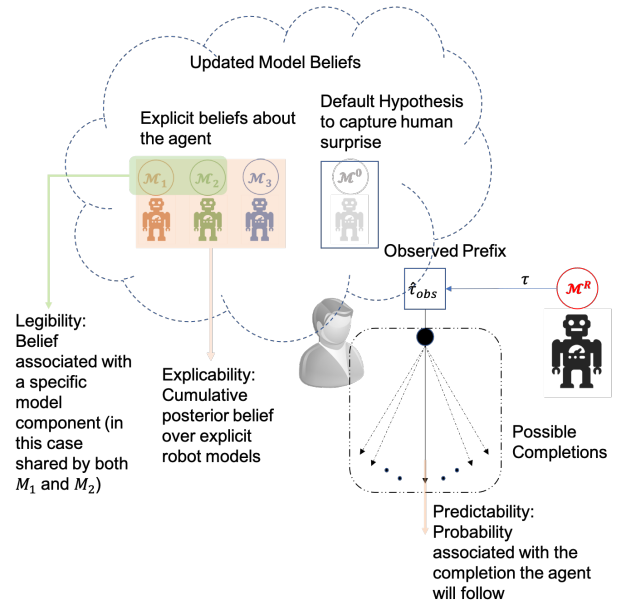 Updated Model Beliefs
Explicit beliefs about
the agent
Default Hypothesis
to capture human
surprise
ℳ₁
ℳ₂
ℳ₃
ℳ⁰
Observed Prefix
τ̂ₒbₛ
τ
ℳᴿ
Legibility:
Belief
associated with
a specific
model
component (in
this case
shared by both
M₁ and M₂)
Explicability:
Cumulative
posterior belief
over explicit
robot models
Possible
Completions
Predictability:
Probability
associated with the
completion the agent
will follow